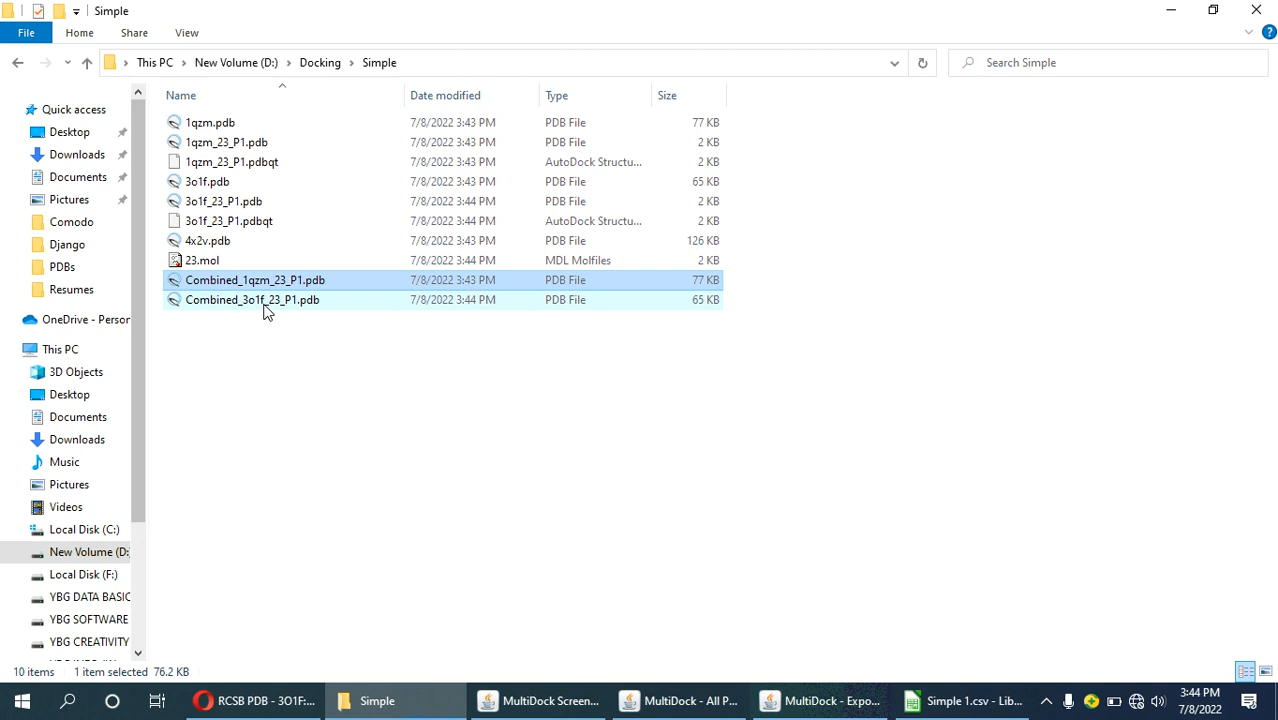 Simple
File Home Share View
This PC > New Volume (D:) > Docking > Simple
Search Simple
Name Date modified Type Size
1qzm.pdb 7/8/2022 3:43 PM PDB File 77 KB
1qzm_23_P1.pdb 7/8/2022 3:43 PM PDB File 2 KB
1qzm_23_P1.pdbqt 7/8/2022 3:43 PM AutoDock Structu... 2 KB
3o1f.pdb 7/8/2022 3:43 PM PDB File 65 KB
3o1f_23_P1.pdb 7/8/2022 3:44 PM PDB File 2 KB
3o1f_23_P1.pdbqt 7/8/2022 3:44 PM AutoDock Structu... 2 KB
4x2v.pdb 7/8/2022 3:43 PM PDB File 126 KB
23.mol 7/8/2022 3:44 PM MDL Molfiles 2 KB
Combined_1qzm_23_P1.pdb 7/8/2022 3:43 PM PDB File 77 KB
Combined_3o1f_23_P1.pdb 7/8/2022 3:44 PM PDB File 65 KB
Quick access
Desktop
Downloads
Documents
Pictures
Comodo
Django
PDBs
Resumes
OneDrive - Person
This PC
3D Objects
Desktop
Documents
Downloads
Music
Pictures
Videos
Local Disk (C:)
New Volume (D:
Local Disk (F:)
YBG DATA BASIC
YBG SOFTWARE
YBG CREATIVITY
10 items 1 item selected 76.2 KB
RCSB PDB - 3O1F:... Simple MultiDock Screen... MultiDock - All P... MultiDock - Expo... Simple 1.csv - Lib... 3:44 PM
7/8/2022